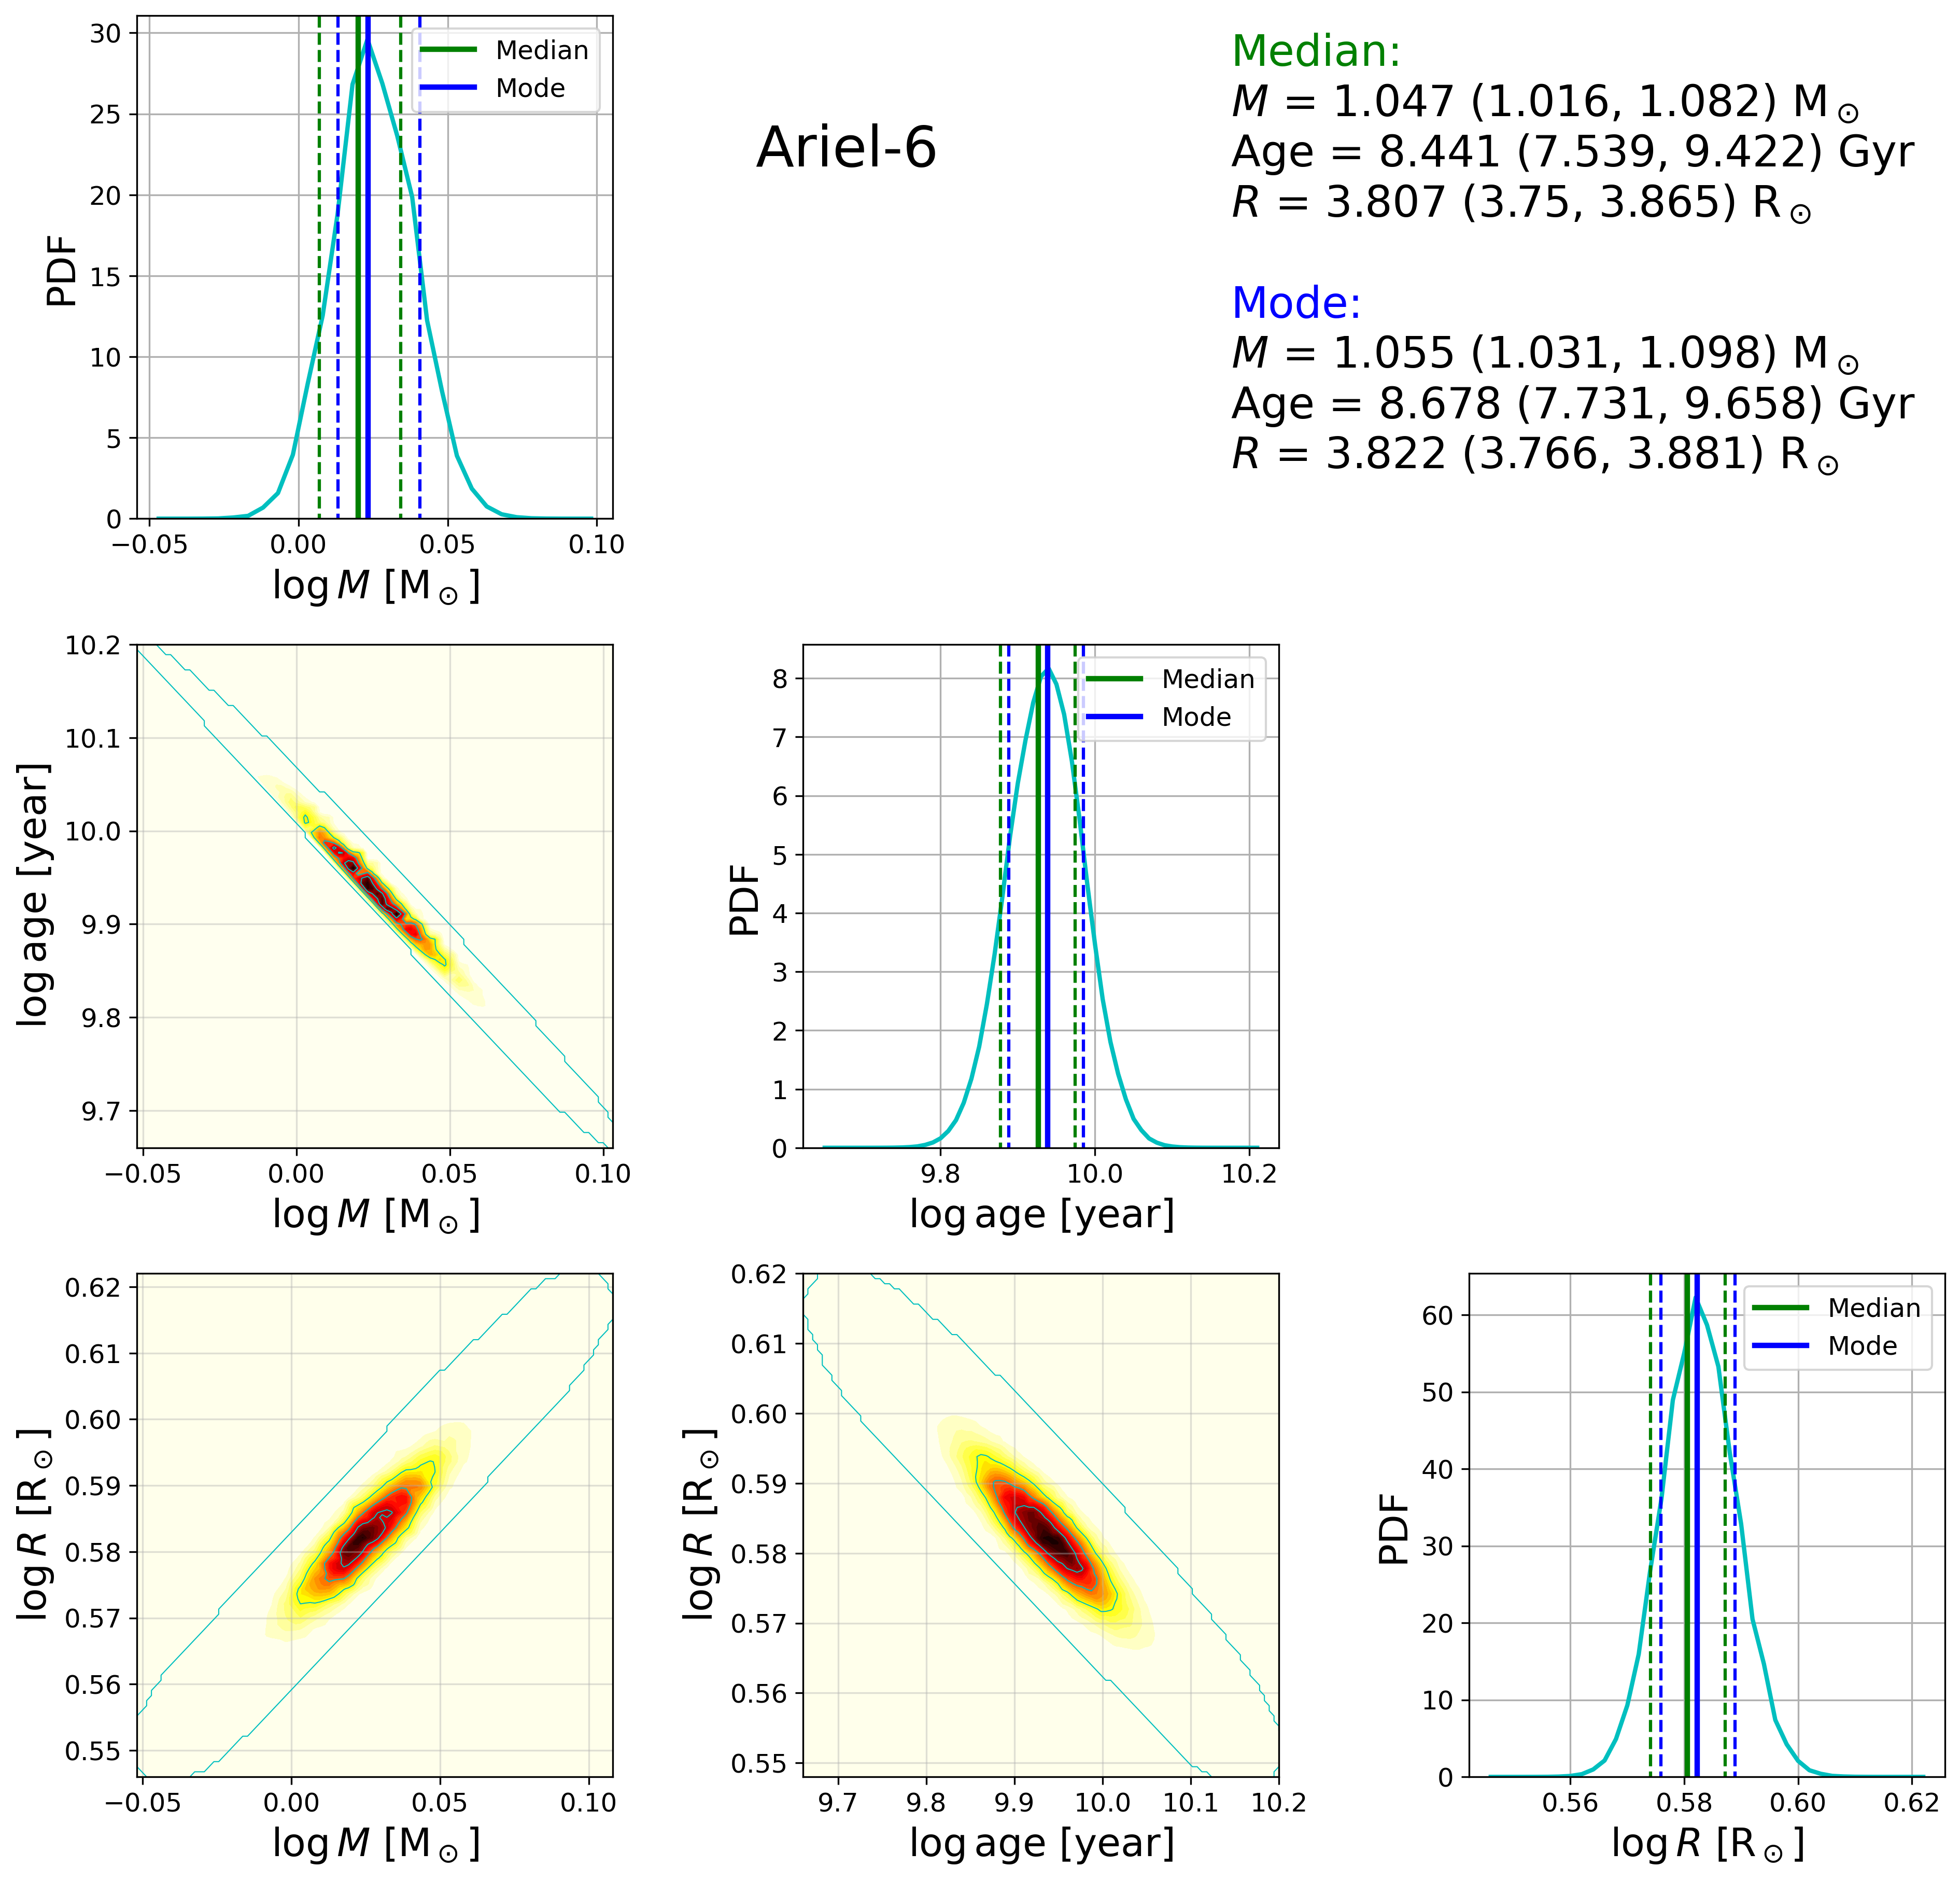 30
25
20
15
10
5
0
PDF
Median
Mode
−0.05
0.00
0.05
0.10
log M [M⊙]
Ariel-6
Median:
M = 1.047 (1.016, 1.082) M⊙
Age = 8.441 (7.539, 9.422) Gyr
R = 3.807 (3.75, 3.865) R⊙
Mode:
M = 1.055 (1.031, 1.098) M⊙
Age = 8.678 (7.731, 9.658) Gyr
R = 3.822 (3.766, 3.881) R⊙
10.2
10.1
10.0
9.9
9.8
9.7
log age [year]
−0.05
0.00
0.05
0.10
log M [M⊙]
8
7
6
5
4
3
2
1
0
PDF
Median
Mode
9.8
10.0
10.2
log age [year]
0.62
0.61
0.60
0.59
0.58
0.57
0.56
0.55
log R [R⊙]
−0.05
0.00
0.05
0.10
log M [M⊙]
0.62
0.61
0.60
0.59
0.58
0.57
0.56
0.55
log R [R⊙]
9.7
9.8
9.9
10.0
10.1
10.2
log age [year]
60
50
40
30
20
10
0
PDF
Median
Mode
0.56
0.58
0.60
0.62
log R [R⊙]